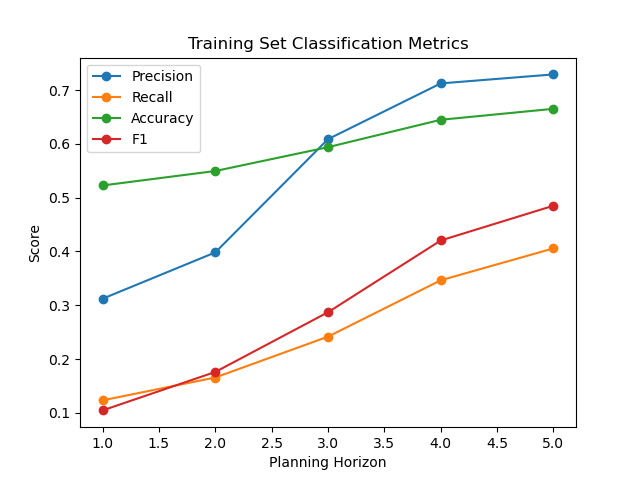 Training Set Classification Metrics
Precision
Recall
Accuracy
F1
Score
0.7
0.6
0.5
0.4
0.3
0.2
0.1
1.0 1.5 2.0 2.5 3.0 3.5 4.0 4.5 5.0
Planning Horizon